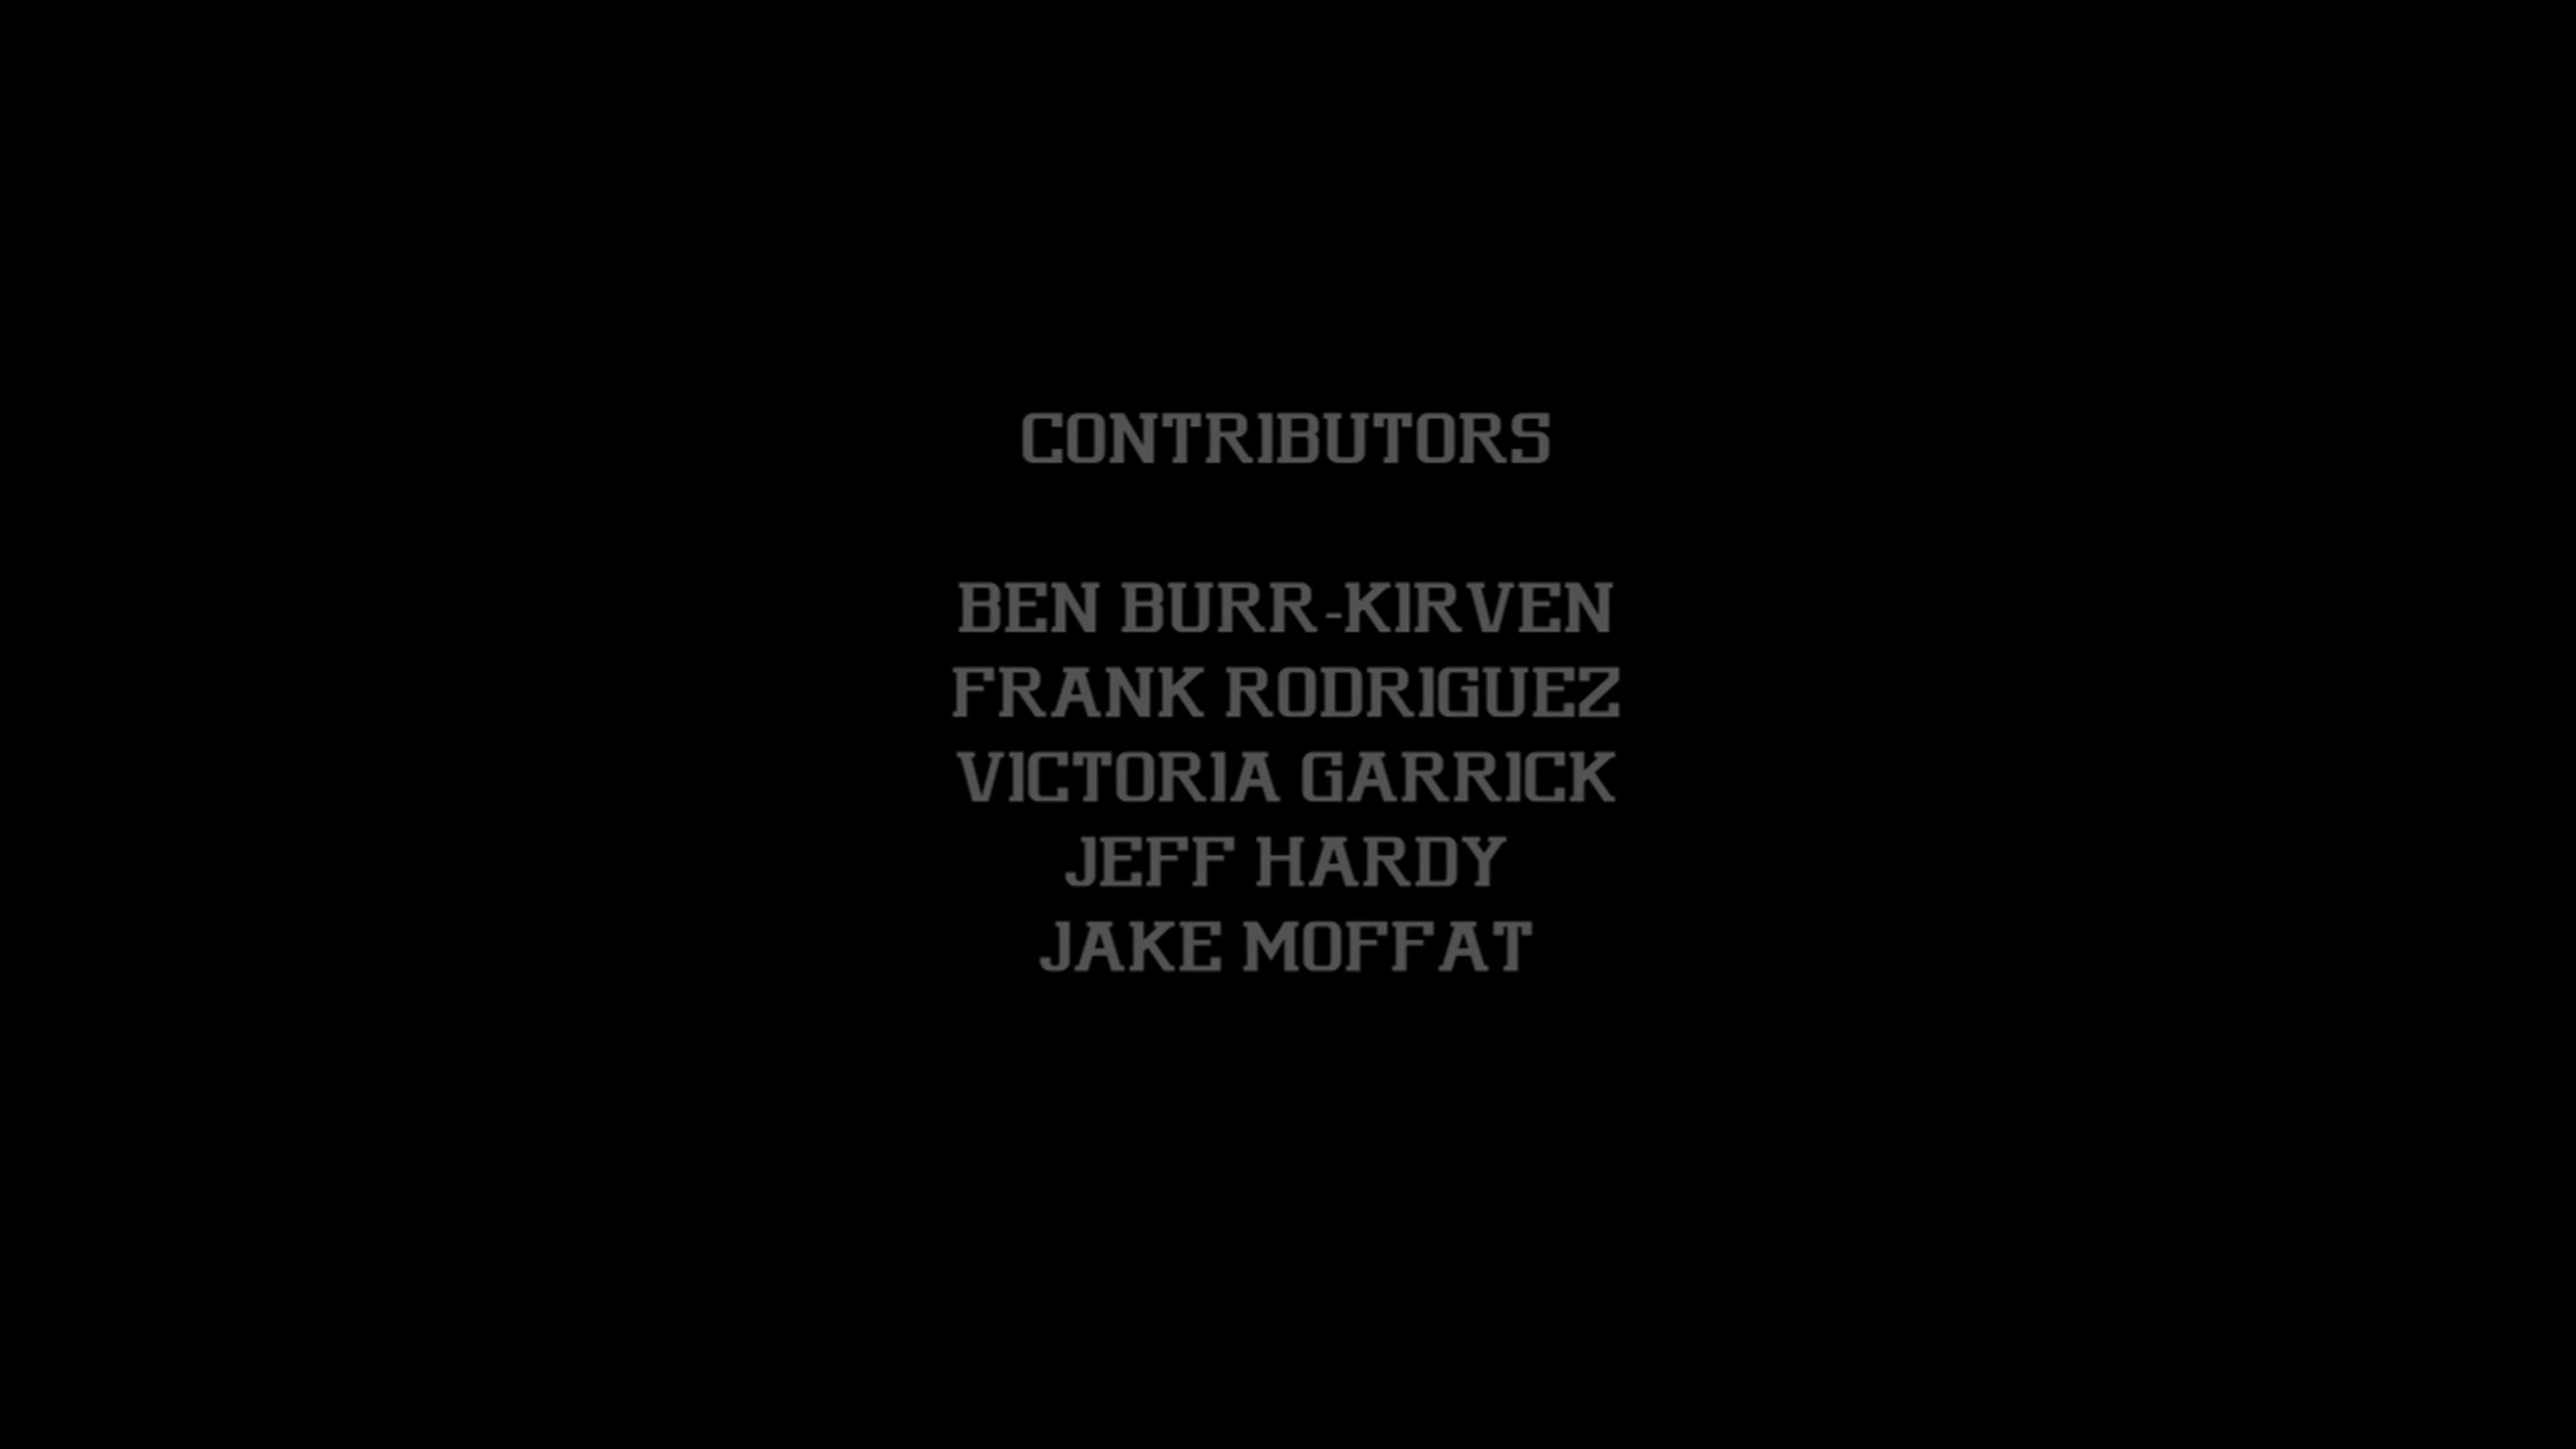 CONTRIBUTORS
BEN BURR-KIRVEN
FRANK RODRIGUEZ
VICTORIA GARRICK
JEFF HARDY
JAKE MOFFAT